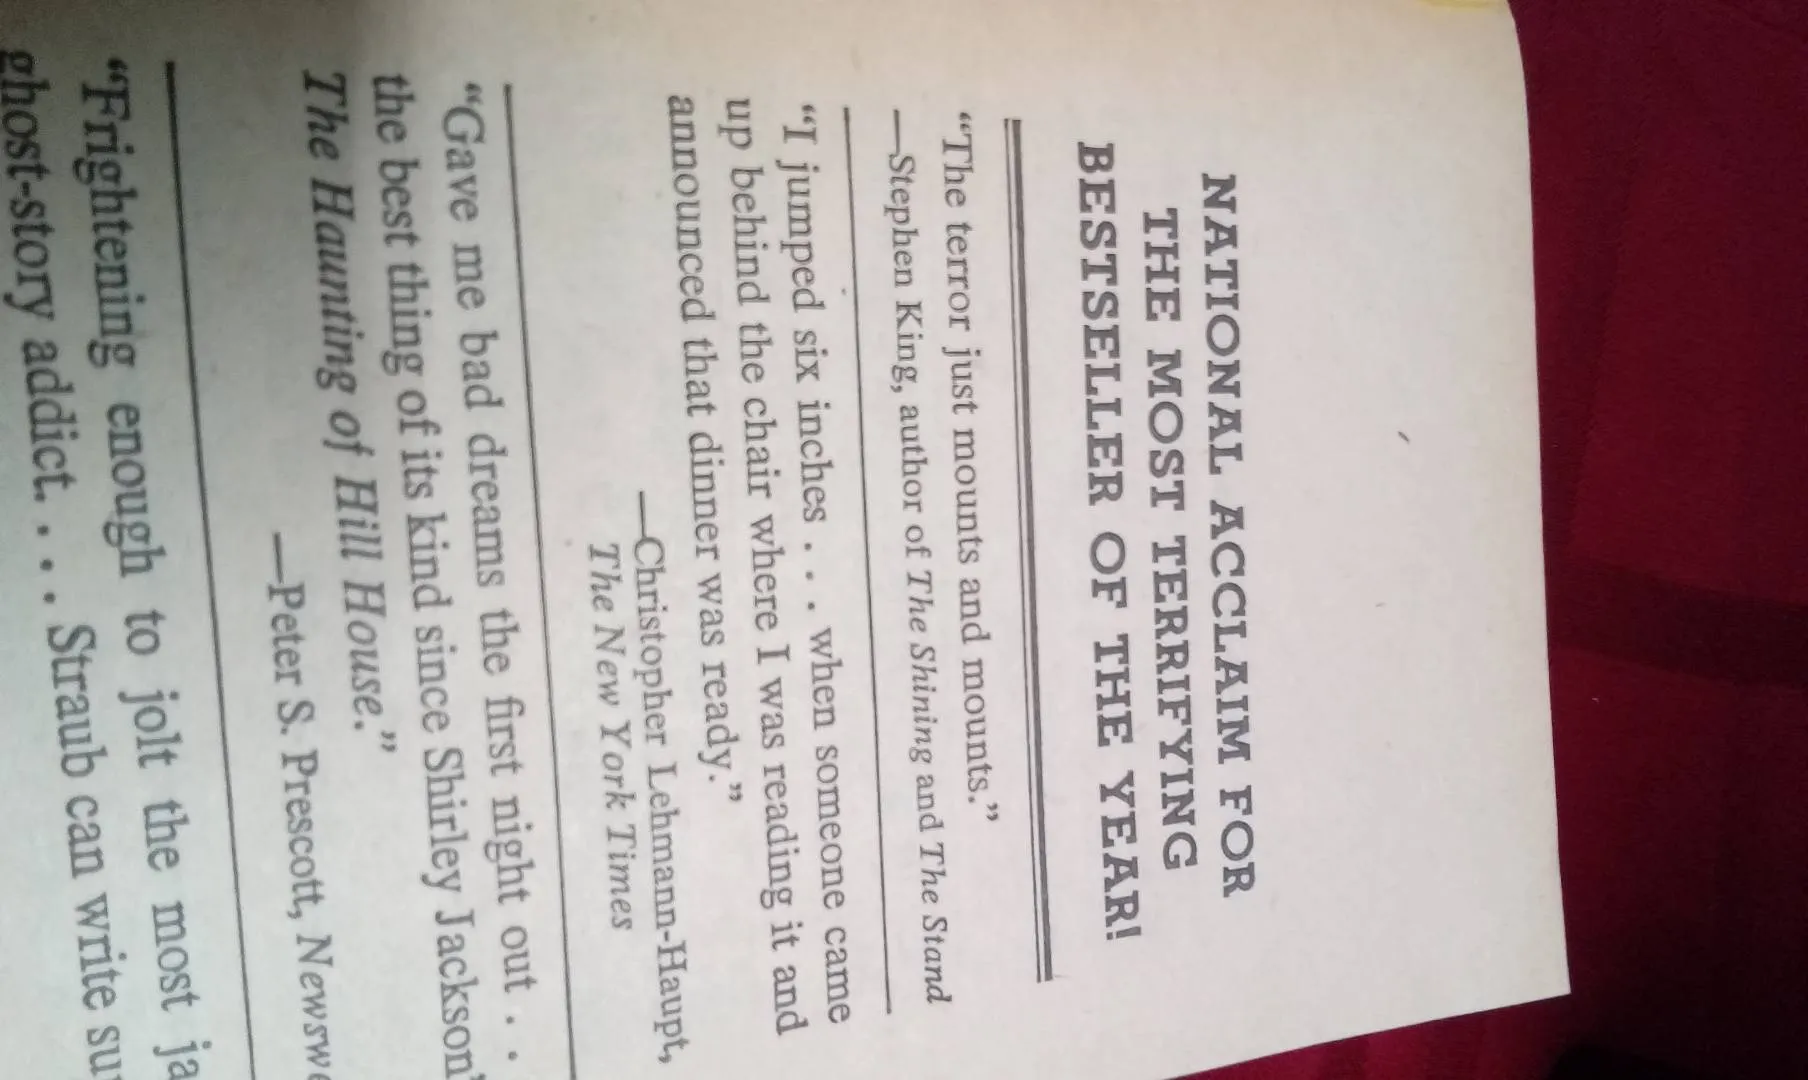 NATIONAL ACCLAIM FOR
THE MOST TERRIFYING
BESTSELLER OF THE YEAR!
“The terror just mounts and mounts.”
—Stephen King, author of The Shining and The Stand
“I jumped six inches . . . when someone came
up behind the chair where I was reading it and
announced that dinner was ready.”
—Christopher Lehmann-Haupt,
The New York Times
“Gave me bad dreams the first night out . .
the best thing of its kind since Shirley Jackson'
The Haunting of Hill House.”
—Peter S. Prescott,
“Frightening enough to jolt the most
ghost-story addict. . . . Straub can write